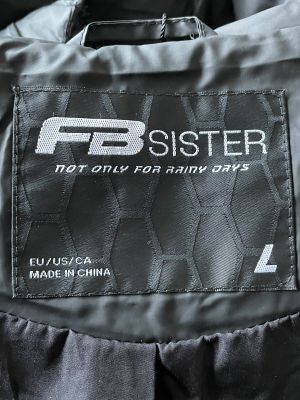 FB SISTER
NOT ONLY FOR RAINY DAYS
EU/US/CA
MADE IN CHINA
L